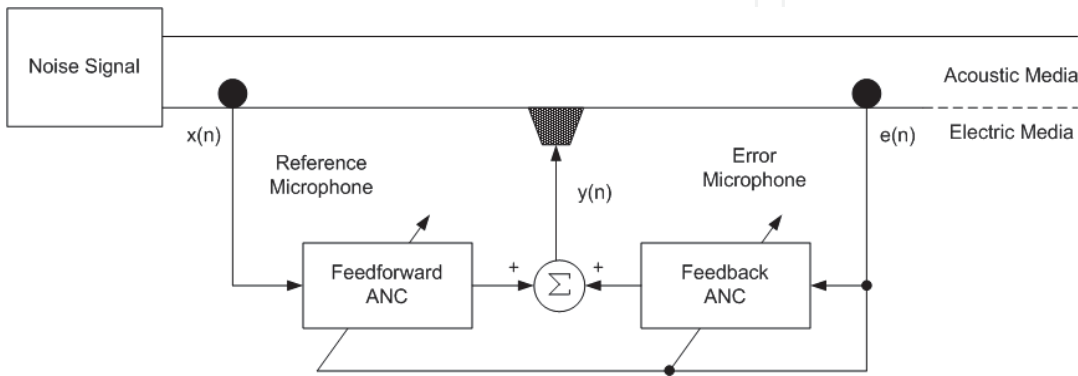 Noise Signal
Acoustic Media
x(n)
e(n)
Electric Media
Reference
Microphone
Error
Microphone
y(n)
Feedforward
ANC
+
Σ
+
Feedback
ANC